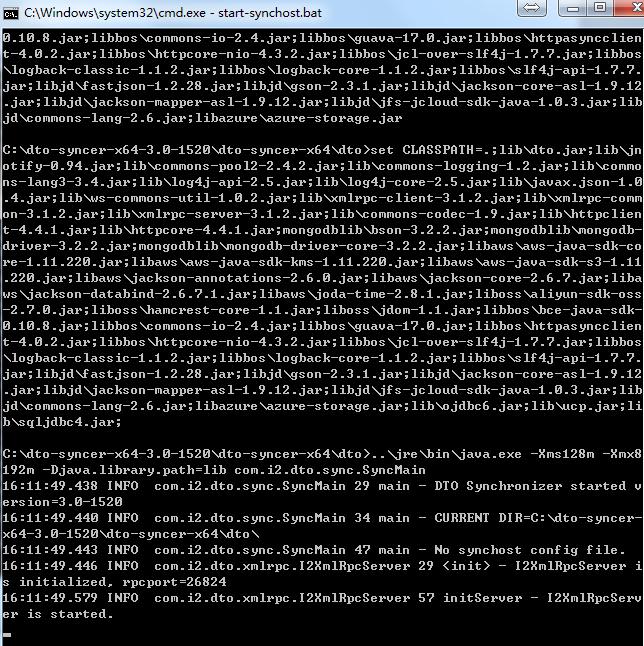 C:\Windows\system32\cmd.exe - start-synchost.bat
0.10.8.jar;libbos\commons-io-2.4.jar;libbos\guava-17.0.jar;libbos\httpasyncclien
t-4.0.2.jar;libbos\httpcore-nio-4.3.2.jar;libbos\jcl-over-slf4j-1.7.7.jar;libbos
\logback-classic-1.1.2.jar;libbos\logback-core-1.1.2.jar;libbos\slf4j-api-1.7.7.
jar;libjd\fastjson-1.2.28.jar;libjd\gson-2.3.1.jar;libjd\jackson-core-asl-1.9.12
.jar;libjd\jackson-mapper-asl-1.9.12.jar;libjd\jfs-jcloud-sdk-java-1.0.3.jar;lib
jd\commons-lang-2.6.jar;libazure\azure-storage.jar
C:\dto-syncer-x64-3.0-1520\dto-syncer-x64\dto>set CLASSPATH=.;lib\dto.jar;lib\jn
otify-0.94.jar;lib\commons-pool2-2.4.2.jar;lib\commons-logging-1.2.jar;lib\commo
ns-lang3-3.4.jar;lib\log4j-api-2.5.jar;lib\log4j-core-2.5.jar;lib\javax.json-1.0
.4.jar;lib\ws-commons-util-1.0.2.jar;lib\xmlrpc-client-3.1.2.jar;lib\xmlrpc-comm
on-3.1.2.jar;lib\xmlrpc-server-3.1.2.jar;lib\commons-codec-1.9.jar;lib\httpclien
t-4.4.1.jar;lib\httpcore-4.4.1.jar;mongodblib\bson-3.2.2.jar;mongodblib\mongodb-
driver-3.2.2.jar;mongodblib\mongodb-driver-core-3.2.2.jar;libaws\aws-java-sdk-co
re-1.11.220.jar;libaws\aws-java-sdk-kms-1.11.220.jar;libaws\aws-java-sdk-s3-1.11
.220.jar;libaws\jackson-annotations-2.6.0.jar;libaws\jackson-core-2.6.7.jar;liba
ws\jackson-databind-2.6.7.1.jar;libaws\joda-time-2.8.1.jar;liboss\aliyun-sdk-oss
-2.7.0.jar;liboss\hamcrest-core-1.1.jar;liboss\jdom-1.1.jar;libbos\bce-java-sdk-
0.10.8.jar;libbos\commons-io-2.4.jar;libbos\guava-17.0.jar;libbos\httpasyncclien
t-4.0.2.jar;libbos\httpcore-nio-4.3.2.jar;libbos\jcl-over-slf4j-1.7.7.jar;libbos
\logback-classic-1.1.2.jar;libbos\logback-core-1.1.2.jar;libbos\slf4j-api-1.7.7.
jar;libjd\fastjson-1.2.28.jar;libjd\gson-2.3.1.jar;libjd\jackson-core-asl-1.9.12
.jar;libjd\jackson-mapper-asl-1.9.12.jar;libjd\jfs-jcloud-sdk-java-1.0.3.jar;lib
jd\commons-lang-2.6.jar;libazure\azure-storage.jar;lib\ojdbc6.jar;lib\ucp.jar;li
b\sqljdbc4.jar;
C:\dto-syncer-x64-3.0-1520\dto-syncer-x64\dto>..\jre\bin\java.exe -Xms128m -Xmx8
192m -Djava.library.path=lib com.i2.dto.sync.SyncMain
16:11:49.438 INFO  com.i2.dto.sync.SyncMain 29 main - DTO Synchronizer started v
ersion=3.0-1520
16:11:49.440 INFO  com.i2.dto.sync.SyncMain 34 main - CURRENT DIR=C:\dto-syncer-
x64-3.0-1520\dto-syncer-x64\dto\
16:11:49.443 INFO  com.i2.dto.sync.SyncMain 47 main - No synchost config file.
16:11:49.446 INFO  com.i2.dto.xmlrpc.I2XmlRpcServer 29 <init> - I2XmlRpcServer i
s initialized, rpcport=26824
16:11:49.579 INFO  com.i2.dto.xmlrpc.I2XmlRpcServer 57 initServer - I2XmlRpcServ
er is started.